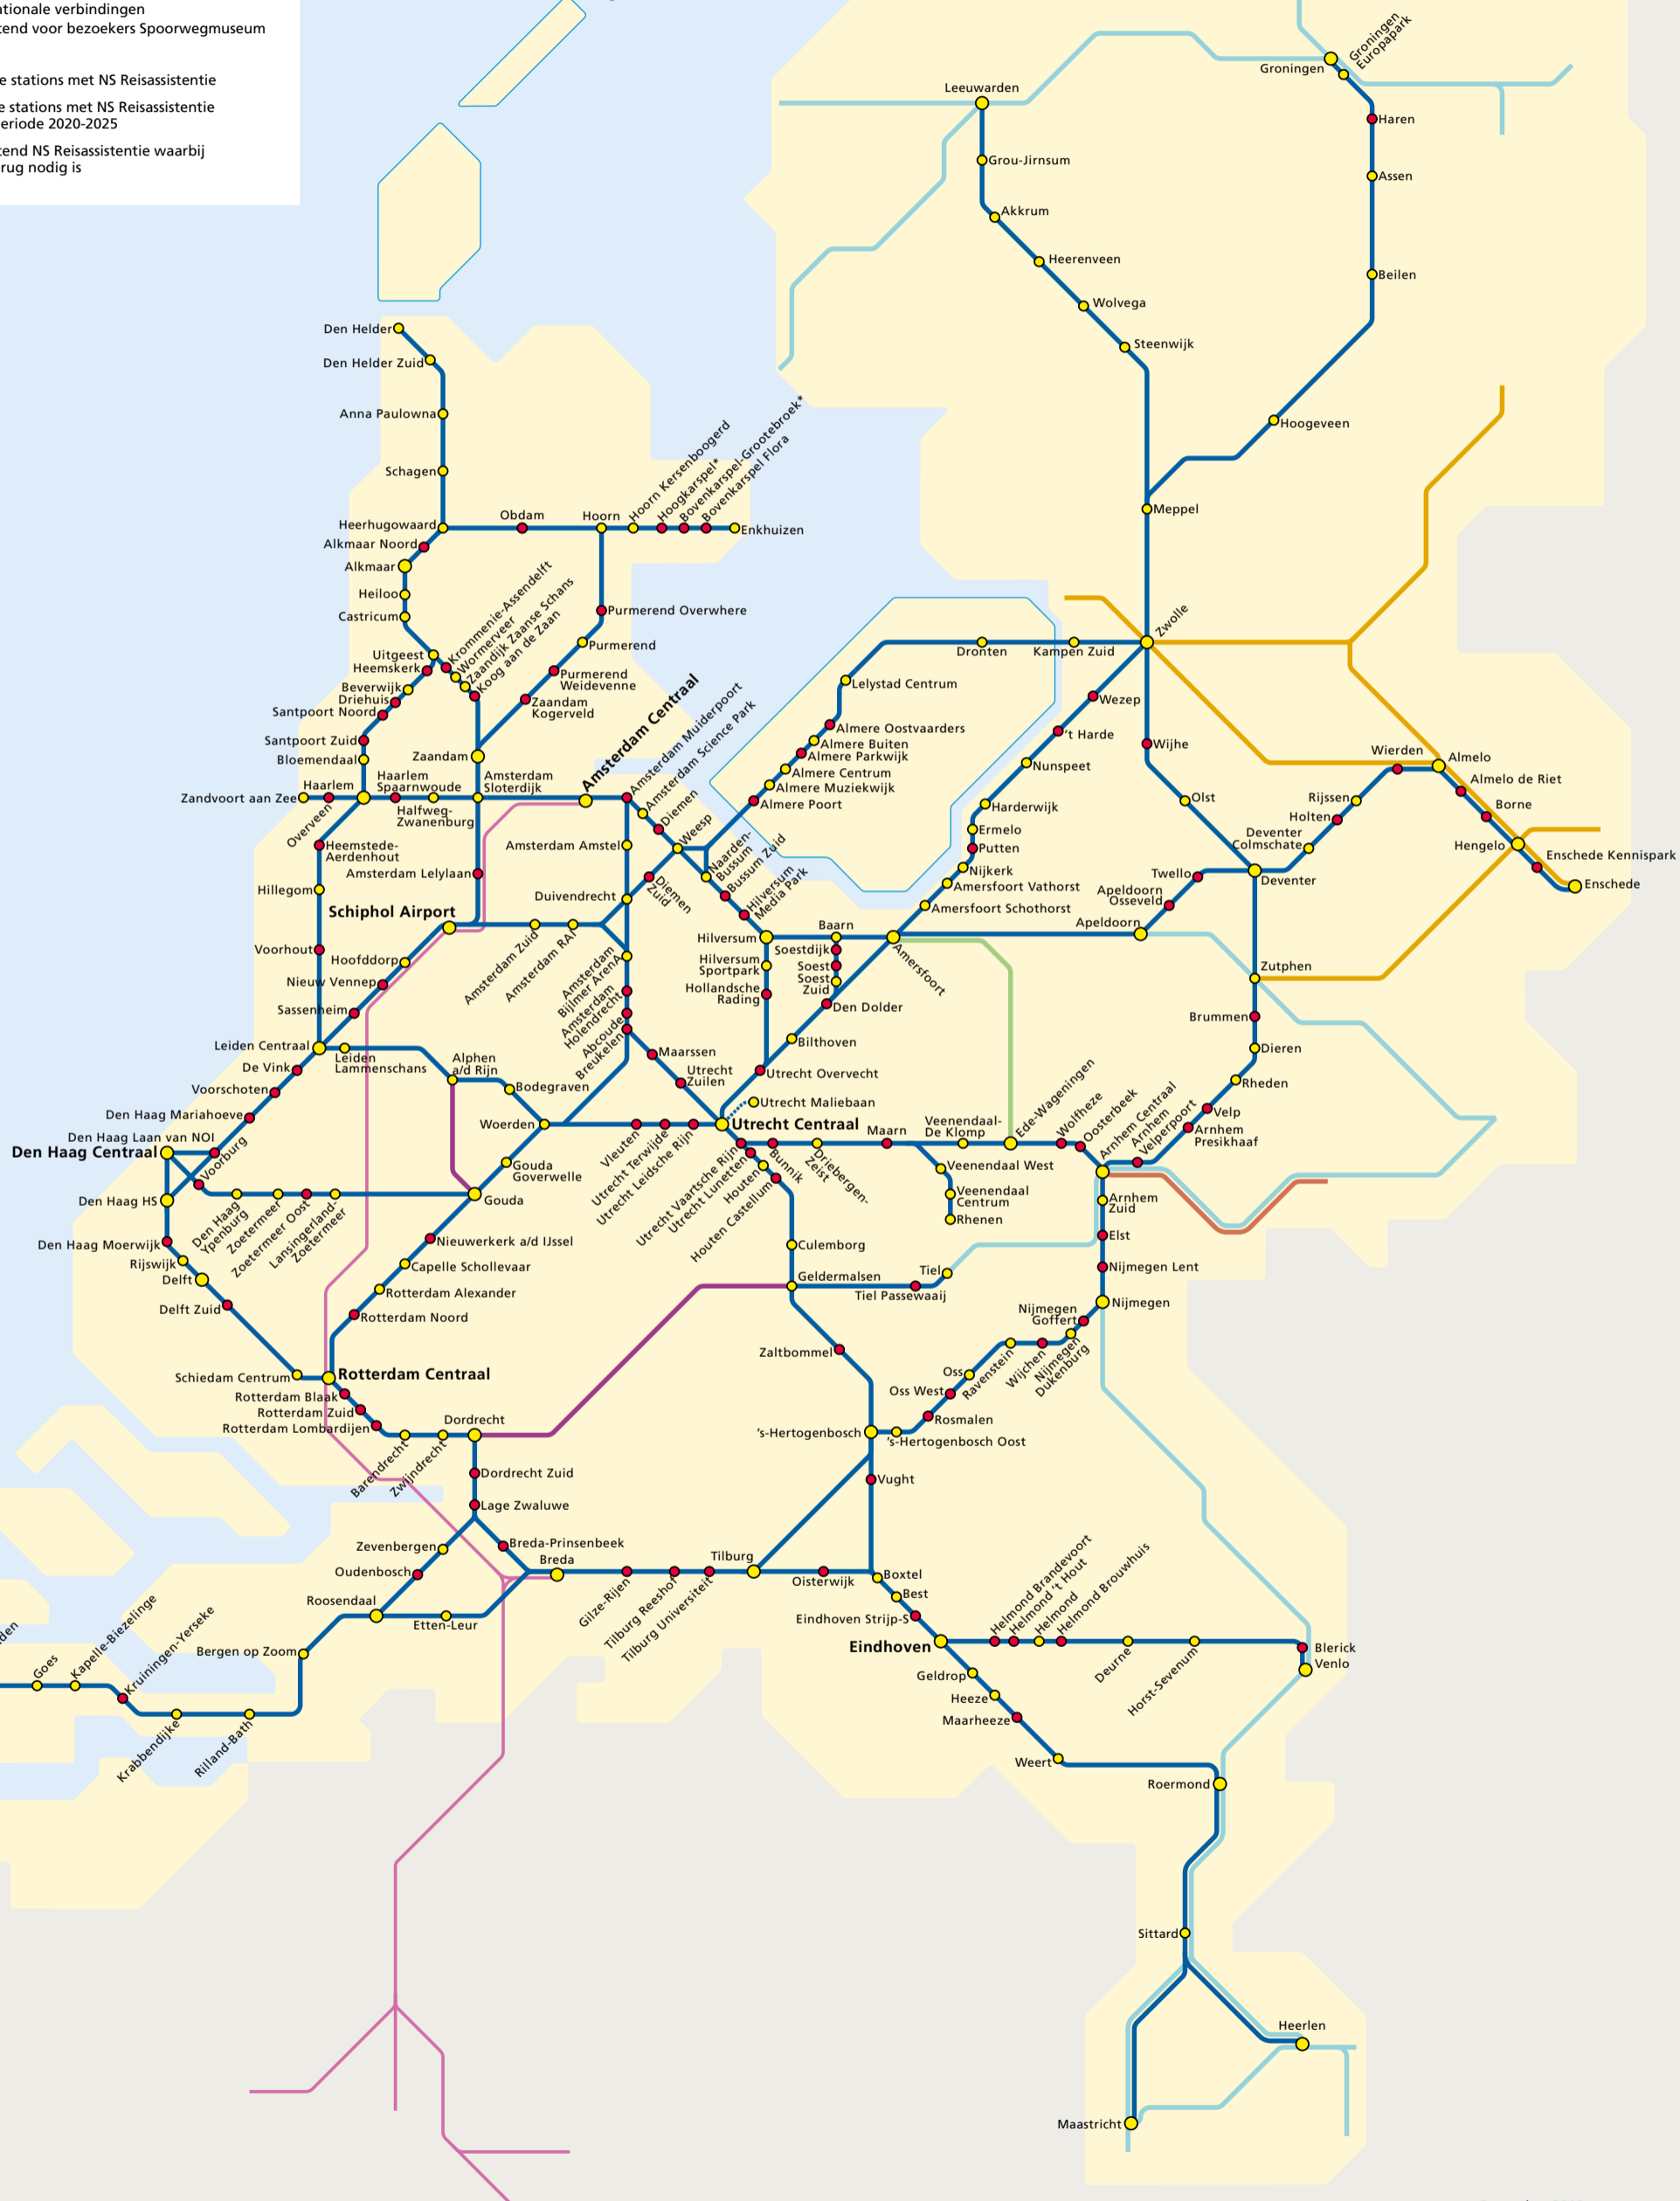 ationale verbindingen
tend voor bezoekers Spoorwegmuseum
e stations met NS Reisassistentie
e stations met NS Reisassistentie
eriode 2020-2025
tend NS Reisassistentie waarbij
rug nodig is
Groningen
Groningen
Europapark
Leeuwarden
Haren
Grou-Jirnsum
Assen
Akkrum
Heerenveen
Beilen
Wolvega
Steenwijk
Hoogeveen
Meppel
Den Helder
Den Helder Zuid
Anna Paulowna
Schagen
Heerhugowaard
Obdam
Hoorn
Hoorn Kersenboogerd
Hoogkarspel*
Bovenkarspel-Grootebroek*
Bovenkarspel Flora
Enkhuizen
Alkmaar Noord
Alkmaar
Heiloo
Castricum
Uitgeest
Krommenie-Assendelft
Wormerveer
Zaandijk Zaanse Schans
Koog aan de Zaan
Heemskerk
Beverwijk
Driehuis
Santpoort Noord
Santpoort Zuid
Bloemendaal
Purmerend Overwhere
Purmerend
Purmerend
Weidevenne
Zaandam
Kogerveld
Zaandam
Zandvoort aan Zee
Overveen
Haarlem
Haarlem
Spaarnwoude
Halfweg-
Zwanenburg
Amsterdam
Sloterdijk
Amsterdam Centraal
Amsterdam Muiderpoort
Amsterdam Science Park
Diemen
Weesp
Naarden-
Bussum
Bussum Zuid
Hilversum
Media Park
Diemen
Zuid
Amsterdam Amstel
Duivendrecht
Heemstede-
Aerdenhout
Hillegom
Amsterdam Lelylaan
Schiphol Airport
Amsterdam Zuid
Amsterdam RAI
Voorhout
Hoofddorp
Nieuw Vennep
Sassenheim
Amsterdam
Bijlmer ArenA
Amsterdam
Holendrecht
Abcoude
Breukelen
Maarssen
Utrecht
Zuilen
Zwolle
Dronten
Kampen Zuid
Lelystad Centrum
Almere Oostvaarders
Almere Buiten
Almere Parkwijk
Almere Centrum
Almere Muziekwijk
Almere Poort
Wezep
't Harde
Nunspeet
Harderwijk
Ermelo
Putten
Nijkerk
Amersfoort Vathorst
Amersfoort Schothorst
Wijhe
Olst
Wierden
Almelo
Almelo de Riet
Borne
Hengelo
Enschede Kennispark
Enschede
Rijssen
Holten
Deventer
Colmschate
Deventer
Twello
Apeldoorn
Osseveld
Apeldoorn
Hilversum
Baarn
Soestdijk
Soest
Soest
Zuid
Hilversum
Sportpark
Hollandsche
Rading
Amersfoort
Den Dolder
Bilthoven
Utrecht Overvecht
Utrecht Maliebaan
Zutphen
Brummen
Dieren
Rheden
Velp
Arnhem
Presikhaaf
Arnhem
Velperpoort
Arnhem Centraal
Oosterbeek
Wolfheze
Ede-Wageningen
Veenendaal-
De Klomp
Maarn
Driebergen-
Zeist
Bunnik
Utrecht Centraal
Leiden Centraal
Leiden
Lammenschans
Alphen
a/d Rijn
Bodegraven
De Vink
Voorschoten
Den Haag Mariahoeve
Den Haag Laan van NOI
Den Haag Centraal
Voorburg
Woerden
Vleuten
Utrecht Terwijde
Utrecht Leidsche Rijn
Utrecht Vaartsche Rijn
Utrecht Lunetten
Houten
Houten Castellum
Veenendaal West
Veenendaal
Centrum
Rhenen
Den Haag HS
Den Haag
Ypenburg
Zoetermeer
Zoetermeer Oost
Lansingerland-
Zoetermeer
Gouda
Goverwelle
Gouda
Den Haag Moerwijk
Rijswijk
Delft
Delft Zuid
Schiedam Centrum
Nieuwerkerk a/d IJssel
Capelle Schollevaar
Rotterdam Alexander
Rotterdam Noord
Rotterdam Centraal
Rotterdam Blaak
Rotterdam Zuid
Rotterdam Lombardijen
Barendrecht
Zwijndrecht
Dordrecht
Culemborg
Geldermalsen
Tiel Passewaaij
Tiel
Arnhem
Zuid
Elst
Nijmegen Lent
Nijmegen
Nijmegen
Goffert
Nijmegen
Dukenburg
Wijchen
Ravenstein
Oss
Oss West
Rosmalen
Zaltbommel
's-Hertogenbosch
's-Hertogenbosch Oost
Vught
Dordrecht Zuid
Lage Zwaluwe
Zevenbergen
Breda-Prinsenbeek
Oudenbosch
Breda
Roosendaal
Etten-Leur
Gilze-Rijen
Tilburg Reeshof
Tilburg Universiteit
Tilburg
Oisterwijk
Boxtel
Best
Eindhoven Strijp-S
Eindhoven
Helmond Brandevoort
Helmond 't Hout
Helmond
Helmond Brouwhuis
Deurne
Horst-Sevenum
Blerick
Venlo
Bergen op Zoom
den
Goes
Kapelle-Biezelinge
Kruiningen-Yerseke
Krabbendijke
Rilland-Bath
Geldrop
Heeze
Maarheeze
Weert
Roermond
Sittard
Heerlen
Maastricht